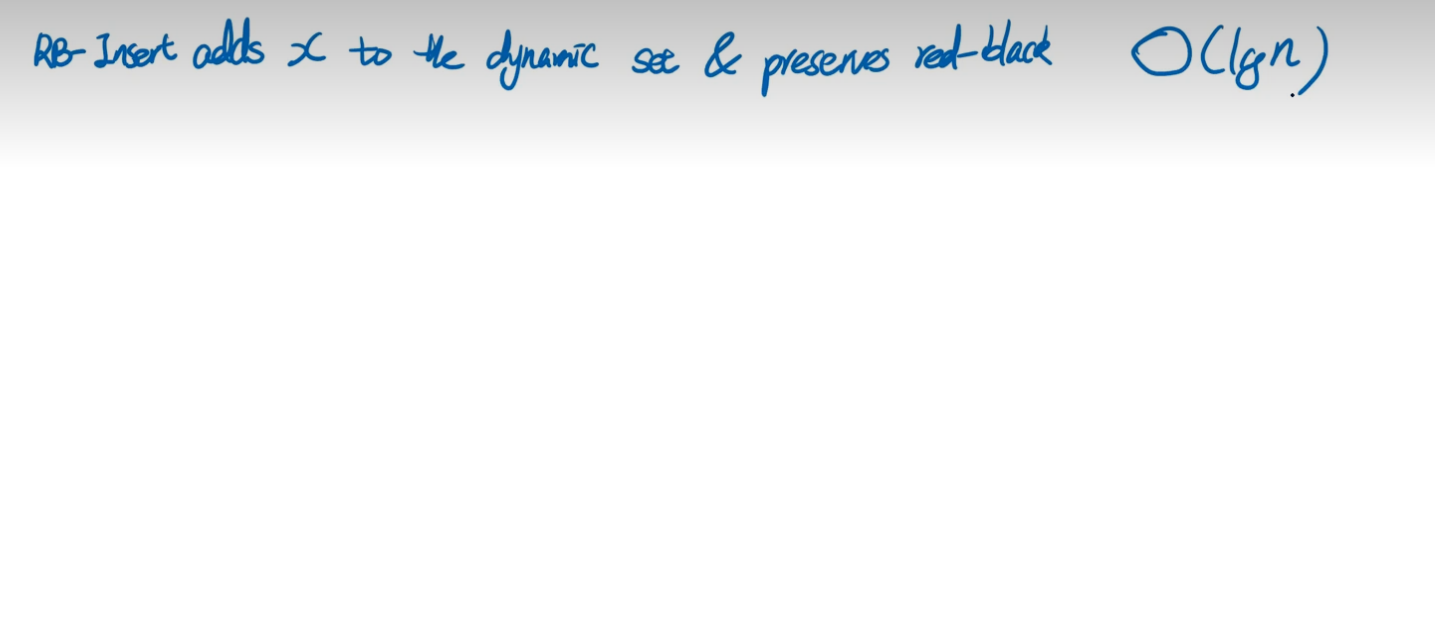 RB-Insert adds x to the dynamic set & preserves red-black O(lgn)